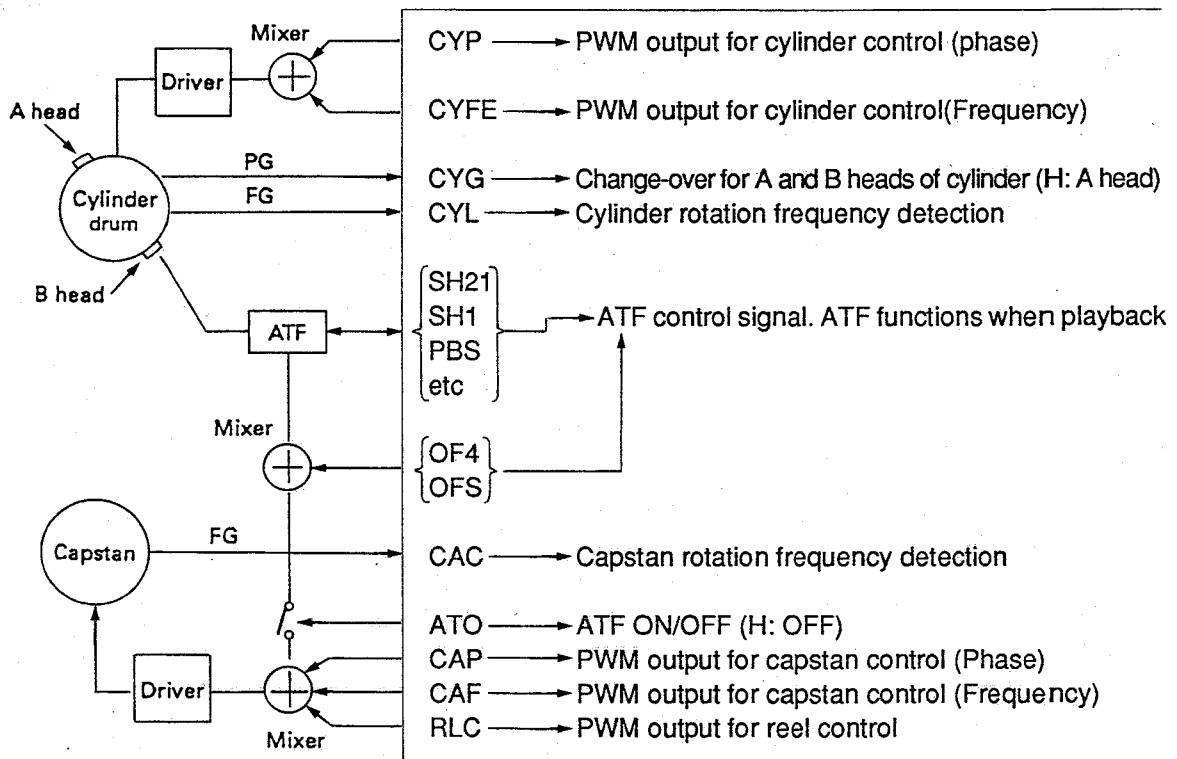 Mixer
CYP PWM output for cylinder control (phase)
Driver
CYFE PWM output for cylinder control(Frequency)
A head
PG
CYG Change-over for A and B heads of cylinder (H: A head)
Cylinder drum
FG
CYL Cylinder rotation frequency detection
B head
SH21
ATF
SH1 ATF control signal. ATF functions when playback
PBS
etc
Mixer
OF4
OFS
FG
Capstan
CAC Capstan rotation frequency detection
ATO ATF ON/OFF (H: OFF)
CAP PWM output for capstan control (Phase)
Driver
CAF PWM output for capstan control (Frequency)
RLC PWM output for reel control
Mixer